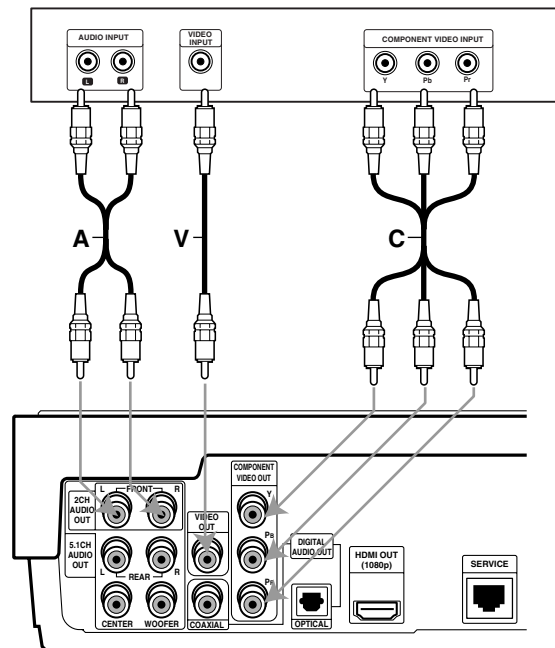 AUDIO INPUT
L
R
VIDEO
INPUT
COMPONENT VIDEO INPUT
Y
Pb
Pr
A
V
C
COMPONENT
VIDEO OUT
L
FRONT
R
2CH
AUDIO
OUT
VIDEO
OUT
Y
5.1CH
AUDIO
OUT
L
REAR
R
PB
DIGITAL
AUDIO OUT
HDMI OUT
(1080p)
SERVICE
PR
CENTER
WOOFER
COAXIAL
OPTICAL